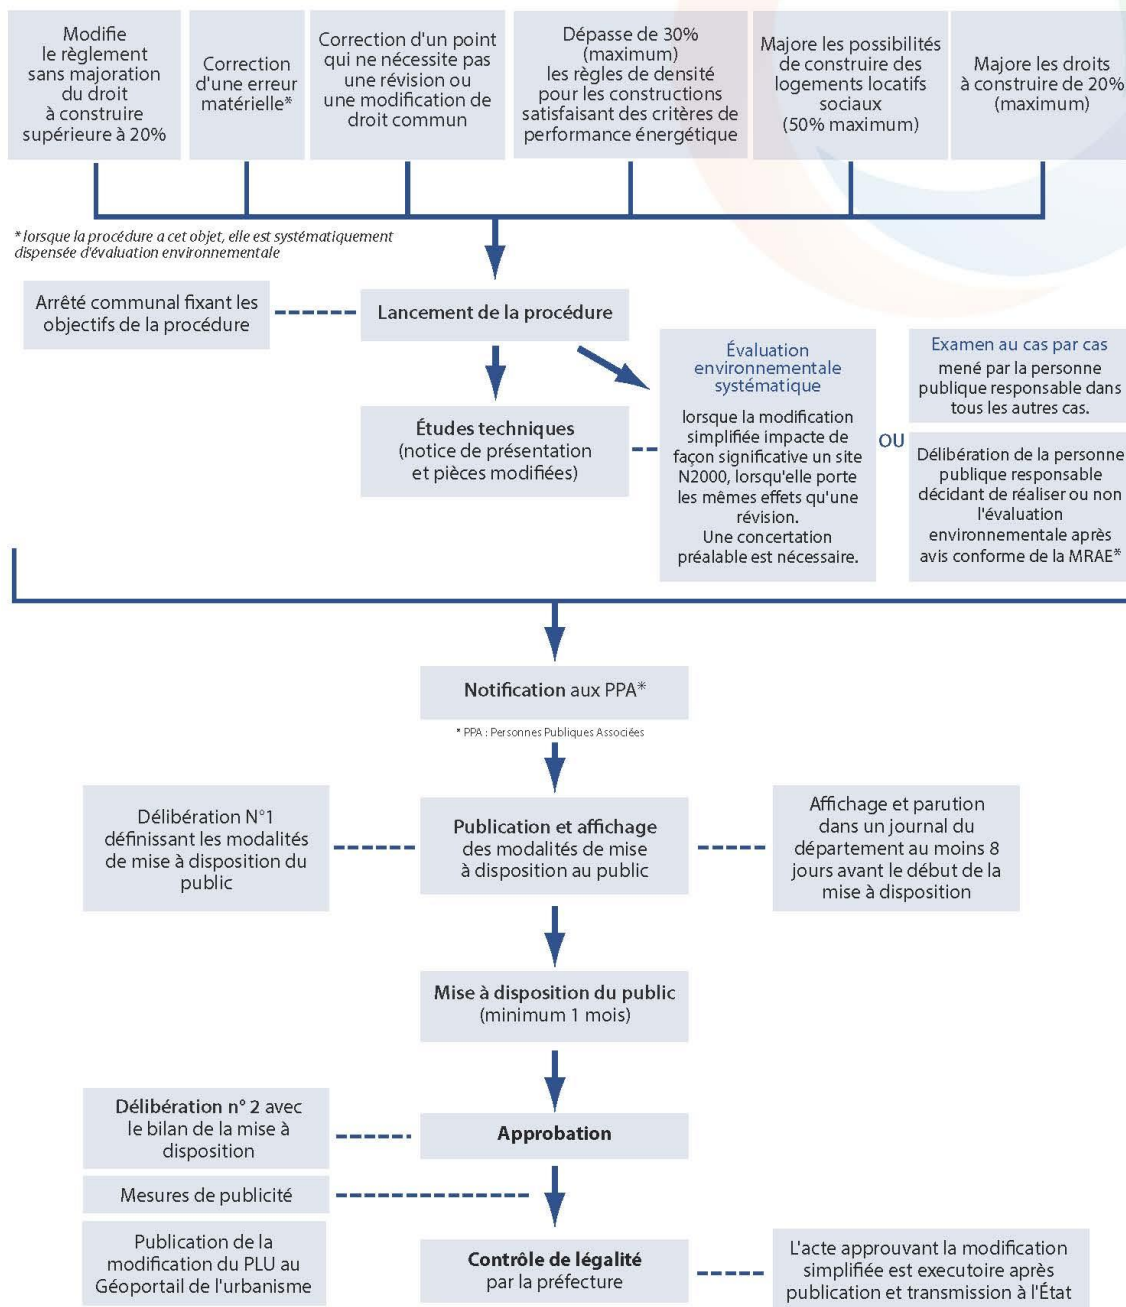 Modifie
le règlement
sans majoration
du droit
à construire
supérieure à 20%
Correction
d'une erreur
matérielle*
Correction d'un point
qui ne nécessite pas
une révision ou
une modification de
droit commun
Dépasse de 30%
(maximum)
les règles de densité
pour les constructions
satisfaisant des critères de
performance énergétique
Majore les possibilités
de construire des
logements locatifs
sociaux
(50% maximum)
Majore les droits
à construire de 20%
(maximum)
* lorsque la procédure a cet objet, elle est systématiquement
dispensée d'évaluation environnementale
Arrêté communal fixant les
objectifs de la procédure
Lancement de la procédure
Études techniques
(notice de présentation
et pièces modifiées)
Évaluation
environnementale
systématique
lorsque la modification
simplifiée impacte de
façon significative un site
N2000, lorsqu'elle porte
les mêmes effets qu'une
révision.
Une concertation
préalable est nécessaire.
OU
Examen au cas par cas
mené par la personne
publique responsable dans
tous les autres cas.
Délibération de la personne
publique responsable
décidant de réaliser ou non
l'évaluation
environnementale après
avis conforme de la MRAE*
Notification aux PPA*
* PPA : Personnes Publiques Associées
Délibération N°1
définissant les modalités
de mise à disposition du
public
Publication et affichage
des modalités de mise
à disposition au public
Affichage et parution
dans un journal du
département au moins 8
jours avant le début de la
mise à disposition
Mise à disposition du public
(minimum 1 mois)
Délibération n° 2 avec
le bilan de la mise à
disposition
Approbation
Mesures de publicité
Publication de la
modification du PLU au
Géoportail de l'urbanisme
Contrôle de légalité
par la préfecture
L'acte approuvant la modification
simplifiée est executoire après
publication et transmission à l'État